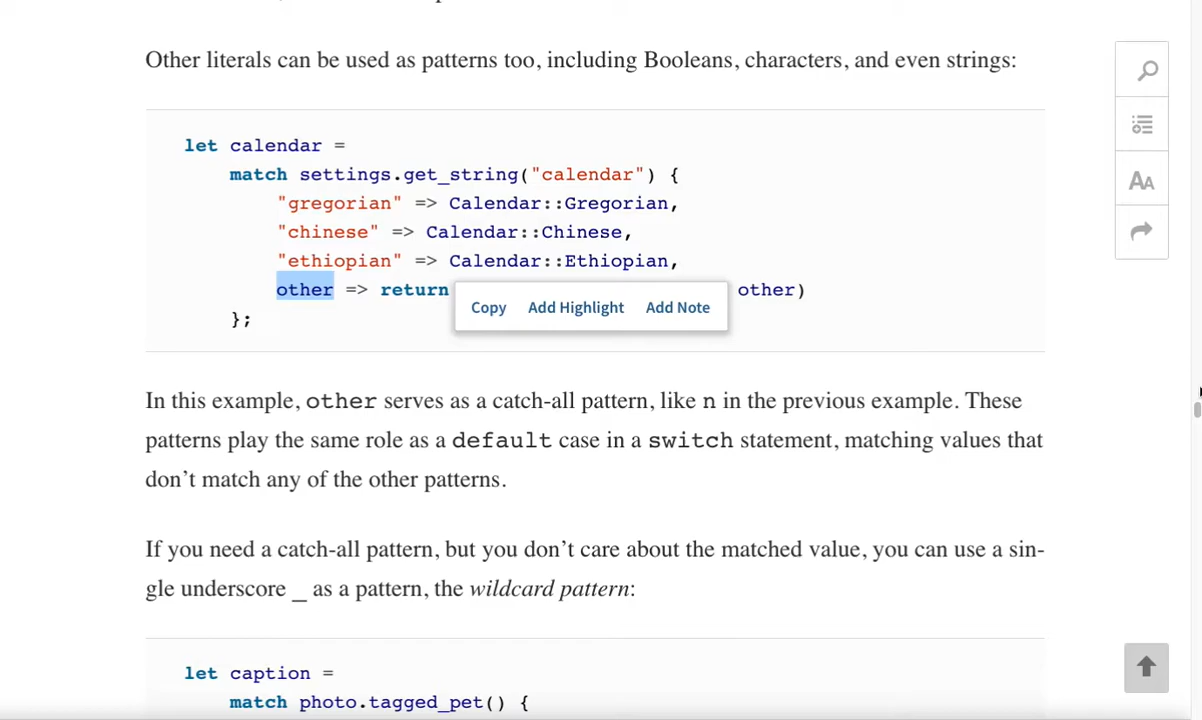 Other literals can be used as patterns too, including Booleans, characters, and even strings:
let calendar =
match settings.get_string("calendar") {
"gregorian" => Calendar::Gregorian,
"chinese" => Calendar::Chinese,
"ethiopian" => Calendar::Ethiopian,
other => return other)
Copy Add Highlight Add Note
};
In this example, other serves as a catch-all pattern, like n in the previous example. These
patterns play the same role as a default case in a switch statement, matching values that
don’t match any of the other patterns.
If you need a catch-all pattern, but you don’t care about the matched value, you can use a sin-
gle underscore _ as a pattern, the wildcard pattern:
let caption =
match photo.tagged_pet() {
AA